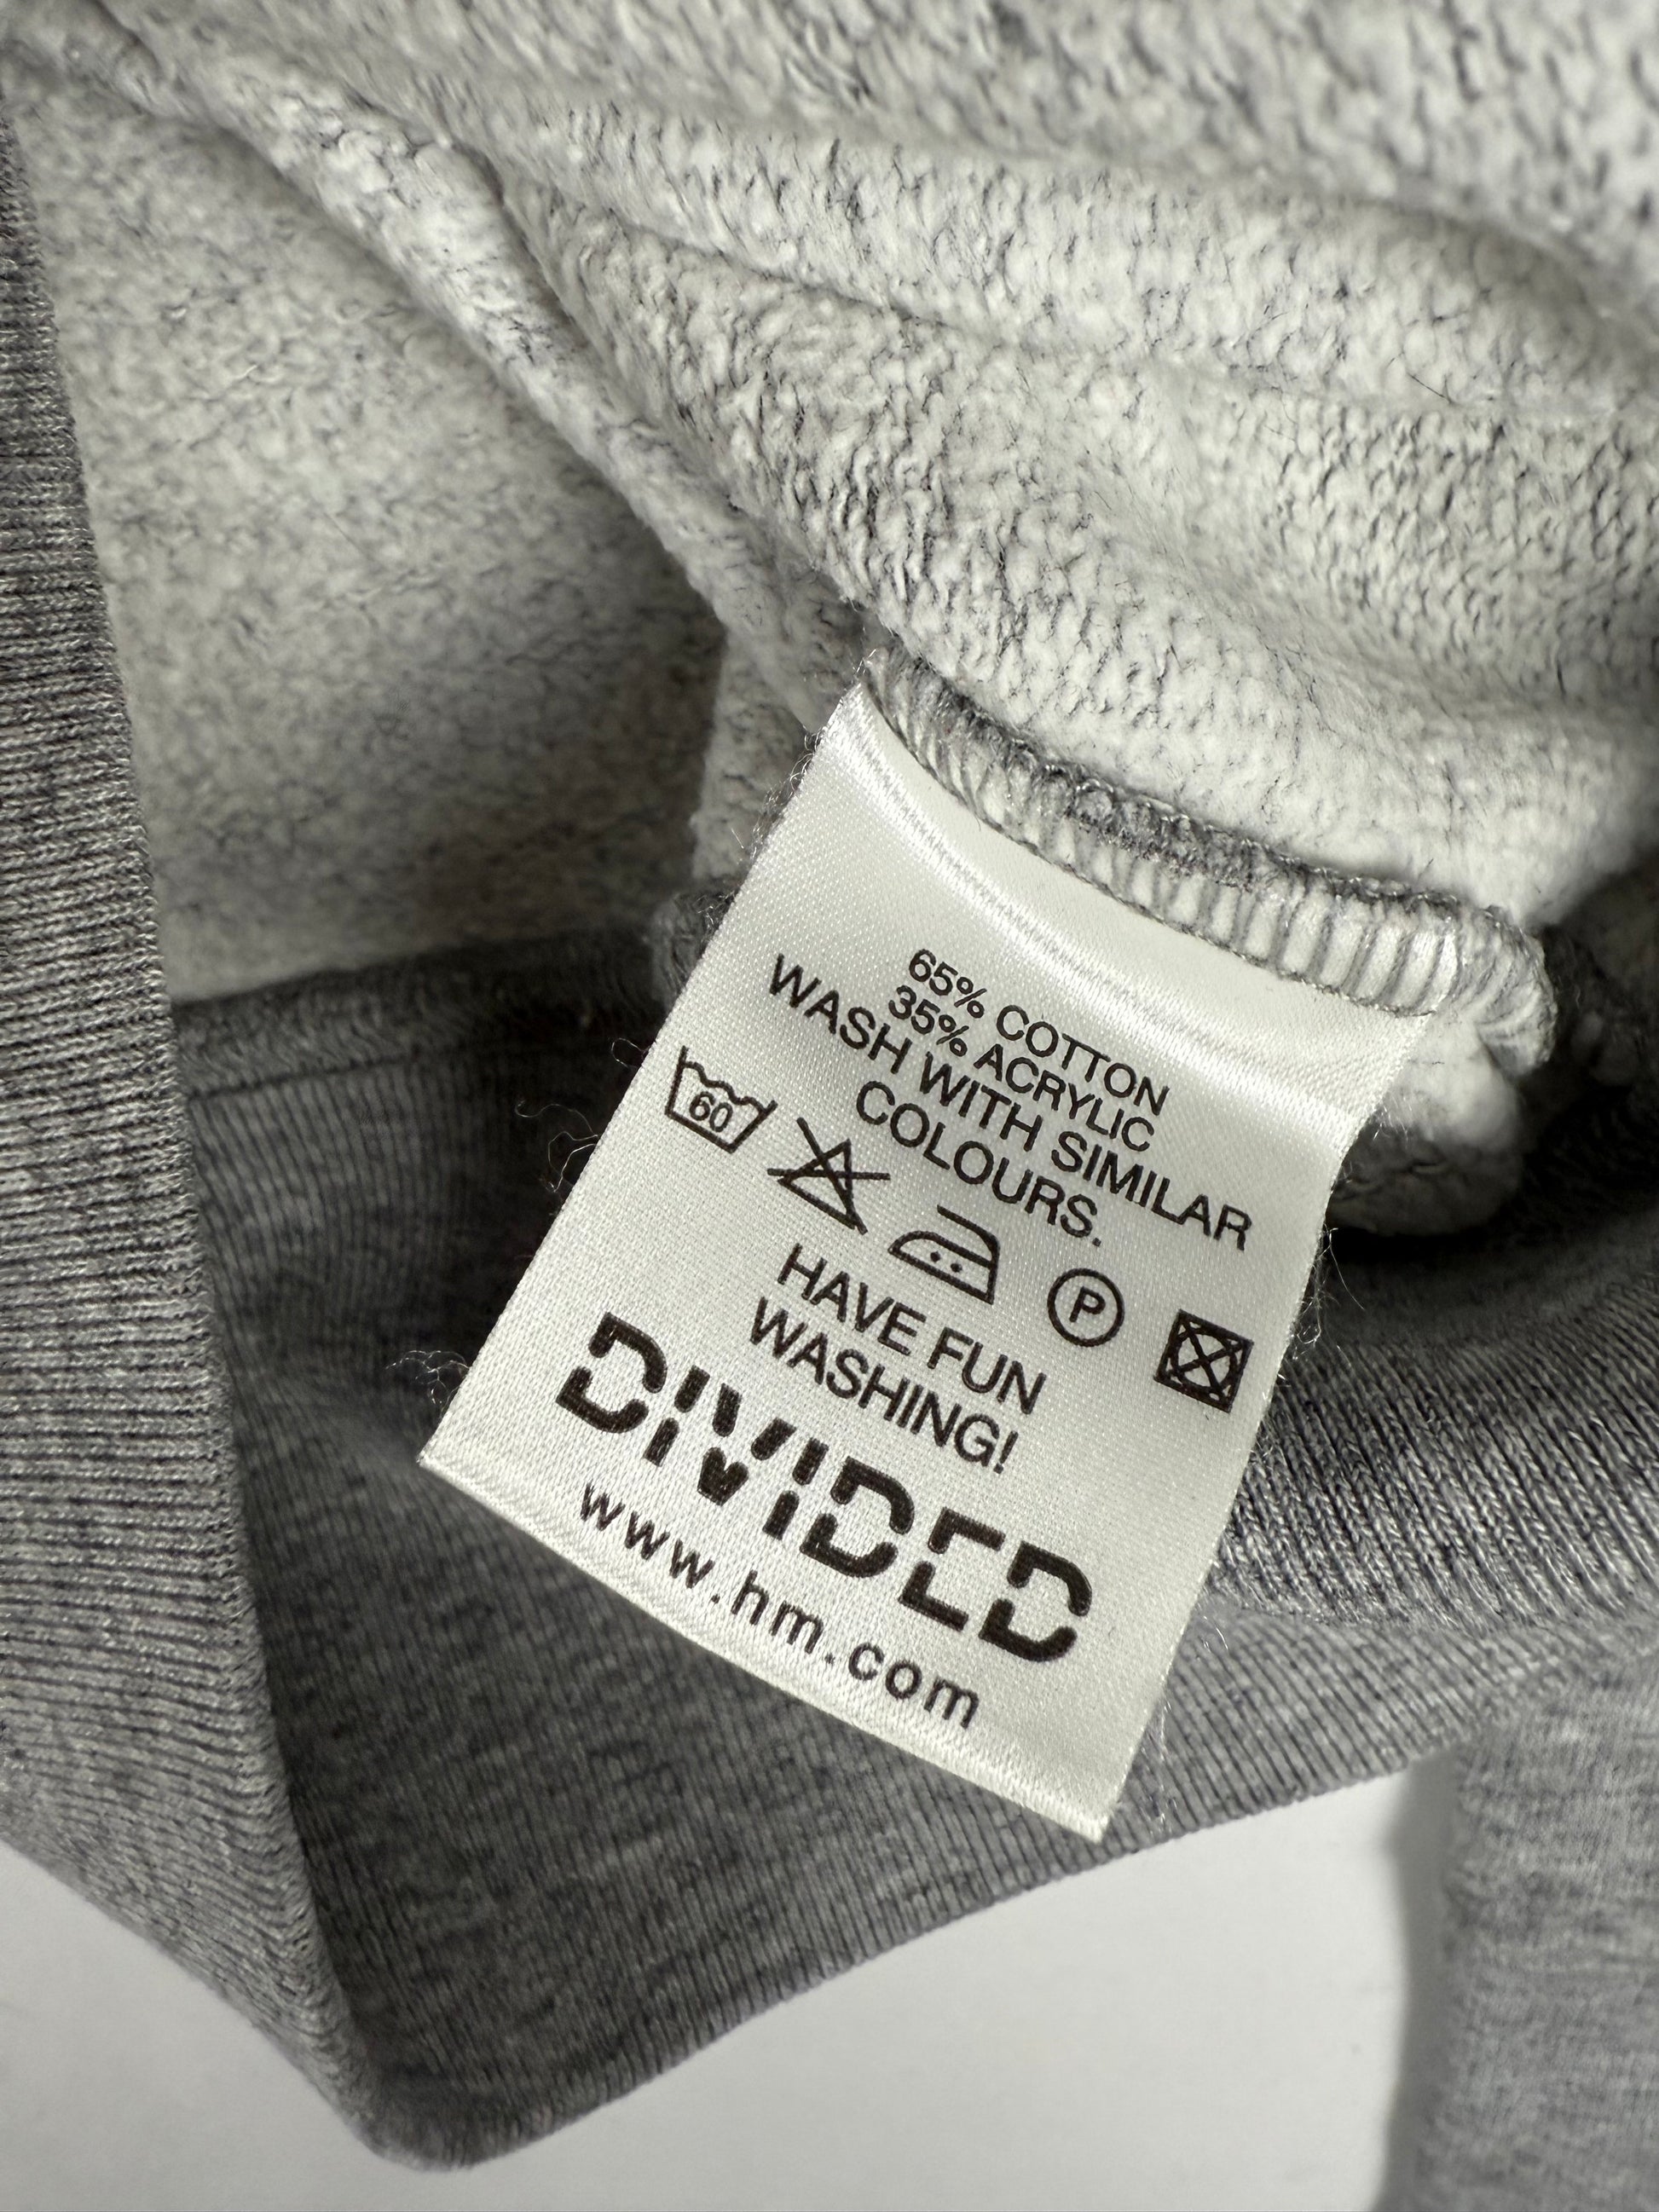 65% COTTON
35% ACRYLIC
WASH WITH SIMILAR
COLOURS.
60
P
HAVE FUN
WASHING!
DIVIDED
www.hm.com